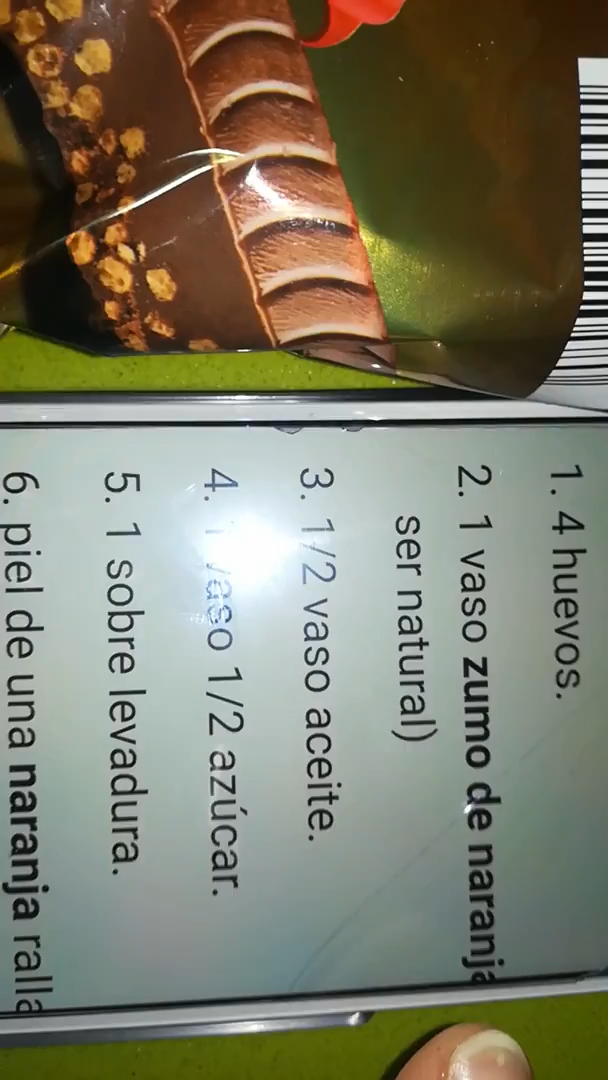 1. 4 huevos.
2. 1 vaso zumo de naranja
ser natural)
3. 1/2 vaso aceite.
4. 1 vaso 1/2 azúcar.
5. 1 sobre levadura.
6. piel de una naranja ralla